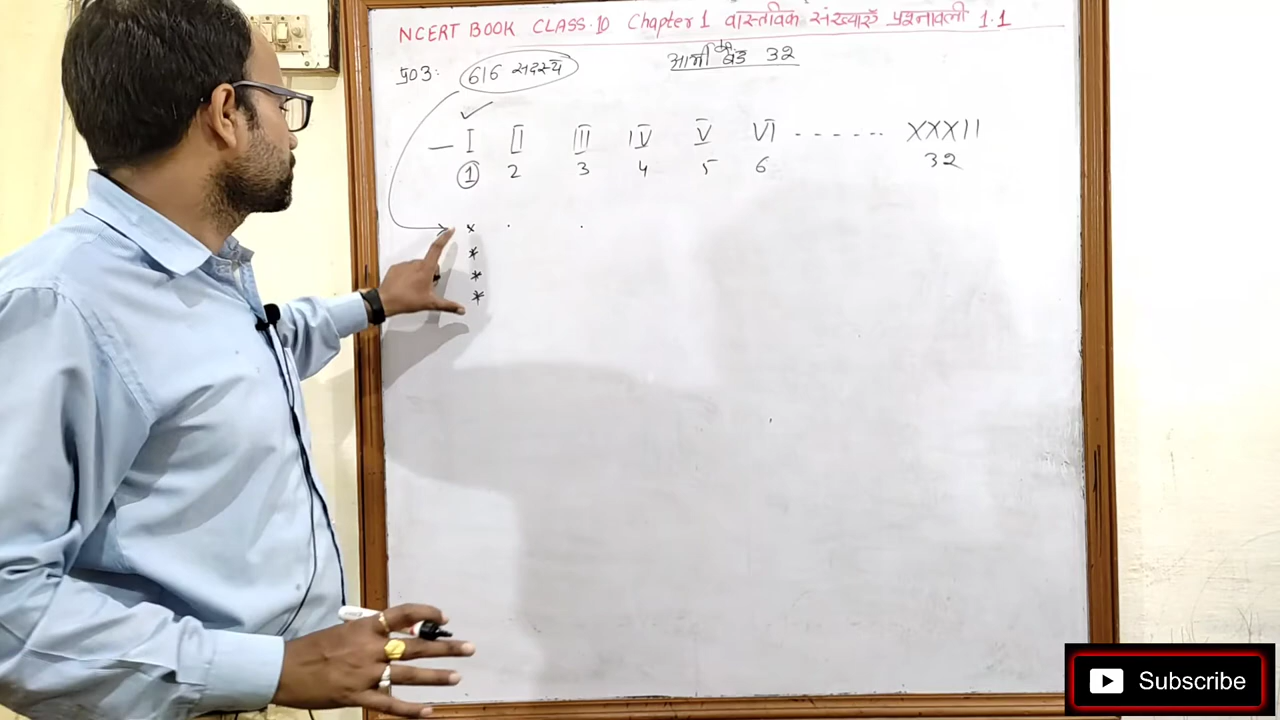 NCERT BOOK CLASS-10 Chapter 1 वास्तविक संख्याएँ प्रश्नावली 1.1
प्र03: 616 सदस्य आर्मी बैंड 32
I II III IV V VI ------ XXXII
1 2 3 4 5 6 32
Subscribe